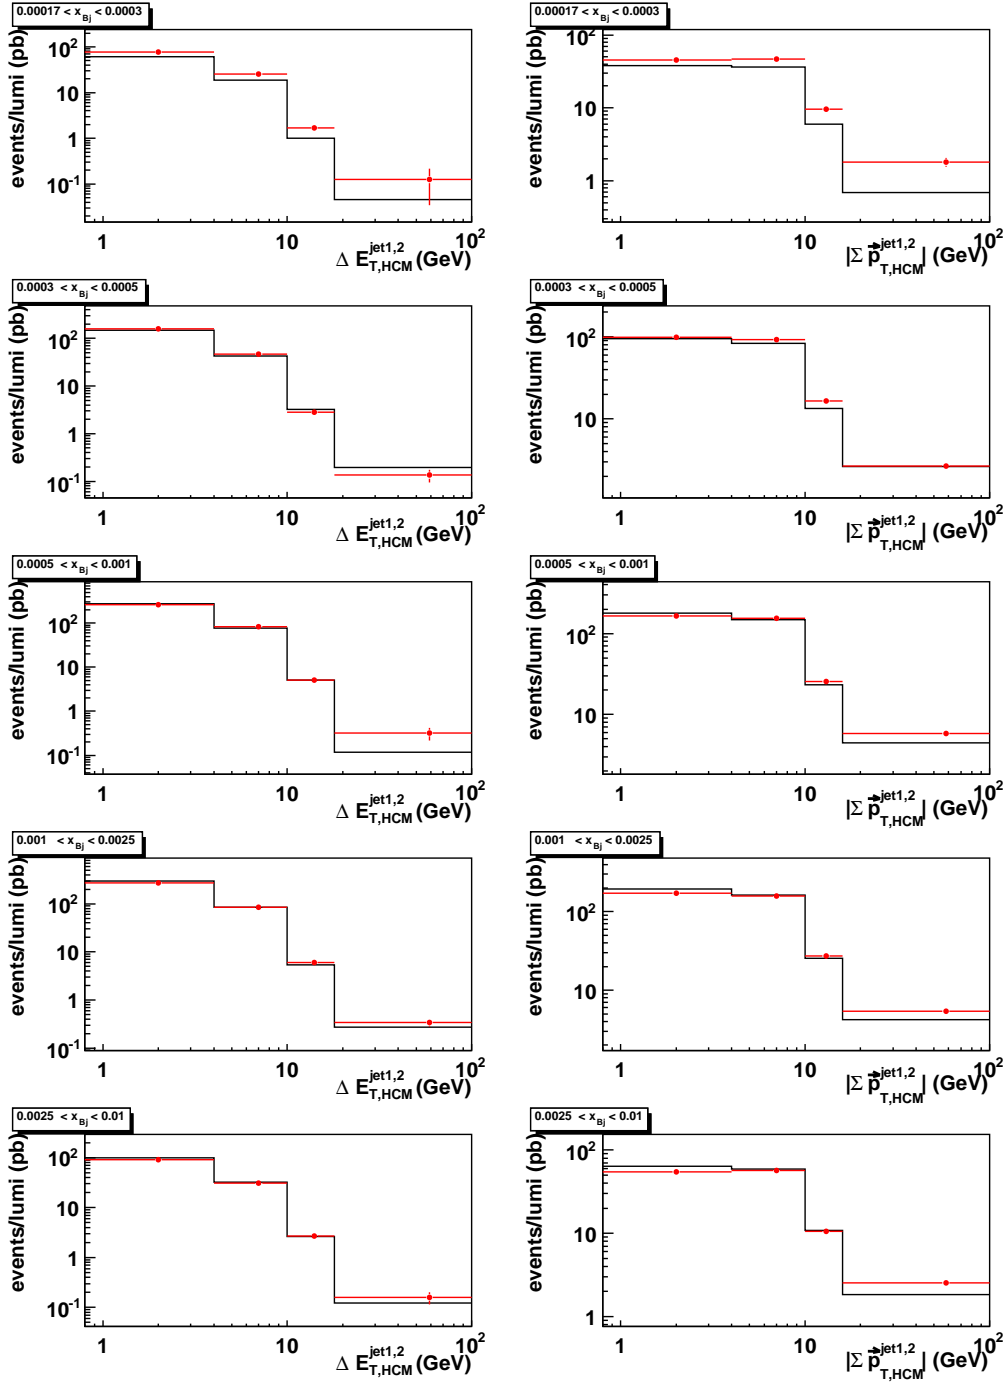 0.00017 < x_Bj < 0.0003
events/lumi (pb)
10^2
10
1
10^-1
1 10 10^2
Δ E_T,HCM^jet1,2 (GeV)
0.00017 < x_Bj < 0.0003
events/lumi (pb)
10^2
10
1
1 10 10^2
|Σ p⃗_T,HCM^jet1,2| (GeV)
0.0003 < x_Bj < 0.0005
events/lumi (pb)
10^2
10
1
10^-1
1 10 10^2
Δ E_T,HCM^jet1,2 (GeV)
0.0003 < x_Bj < 0.0005
events/lumi (pb)
10^2
10
1 10 10^2
|Σ p⃗_T,HCM^jet1,2| (GeV)
0.0005 < x_Bj < 0.001
events/lumi (pb)
10^2
10
1
10^-1
1 10 10^2
Δ E_T,HCM^jet1,2 (GeV)
0.0005 < x_Bj < 0.001
events/lumi (pb)
10^2
10
1 10 10^2
|Σ p⃗_T,HCM^jet1,2| (GeV)
0.001 < x_Bj < 0.0025
events/lumi (pb)
10^2
10
1
10^-1
1 10 10^2
Δ E_T,HCM^jet1,2 (GeV)
0.001 < x_Bj < 0.0025
events/lumi (pb)
10^2
10
1 10 10^2
|Σ p⃗_T,HCM^jet1,2| (GeV)
0.0025 < x_Bj < 0.01
events/lumi (pb)
10^2
10
1
10^-1
1 10 10^2
Δ E_T,HCM^jet1,2 (GeV)
0.0025 < x_Bj < 0.01
events/lumi (pb)
10^2
10
1
1 10 10^2
|Σ p⃗_T,HCM^jet1,2| (GeV)